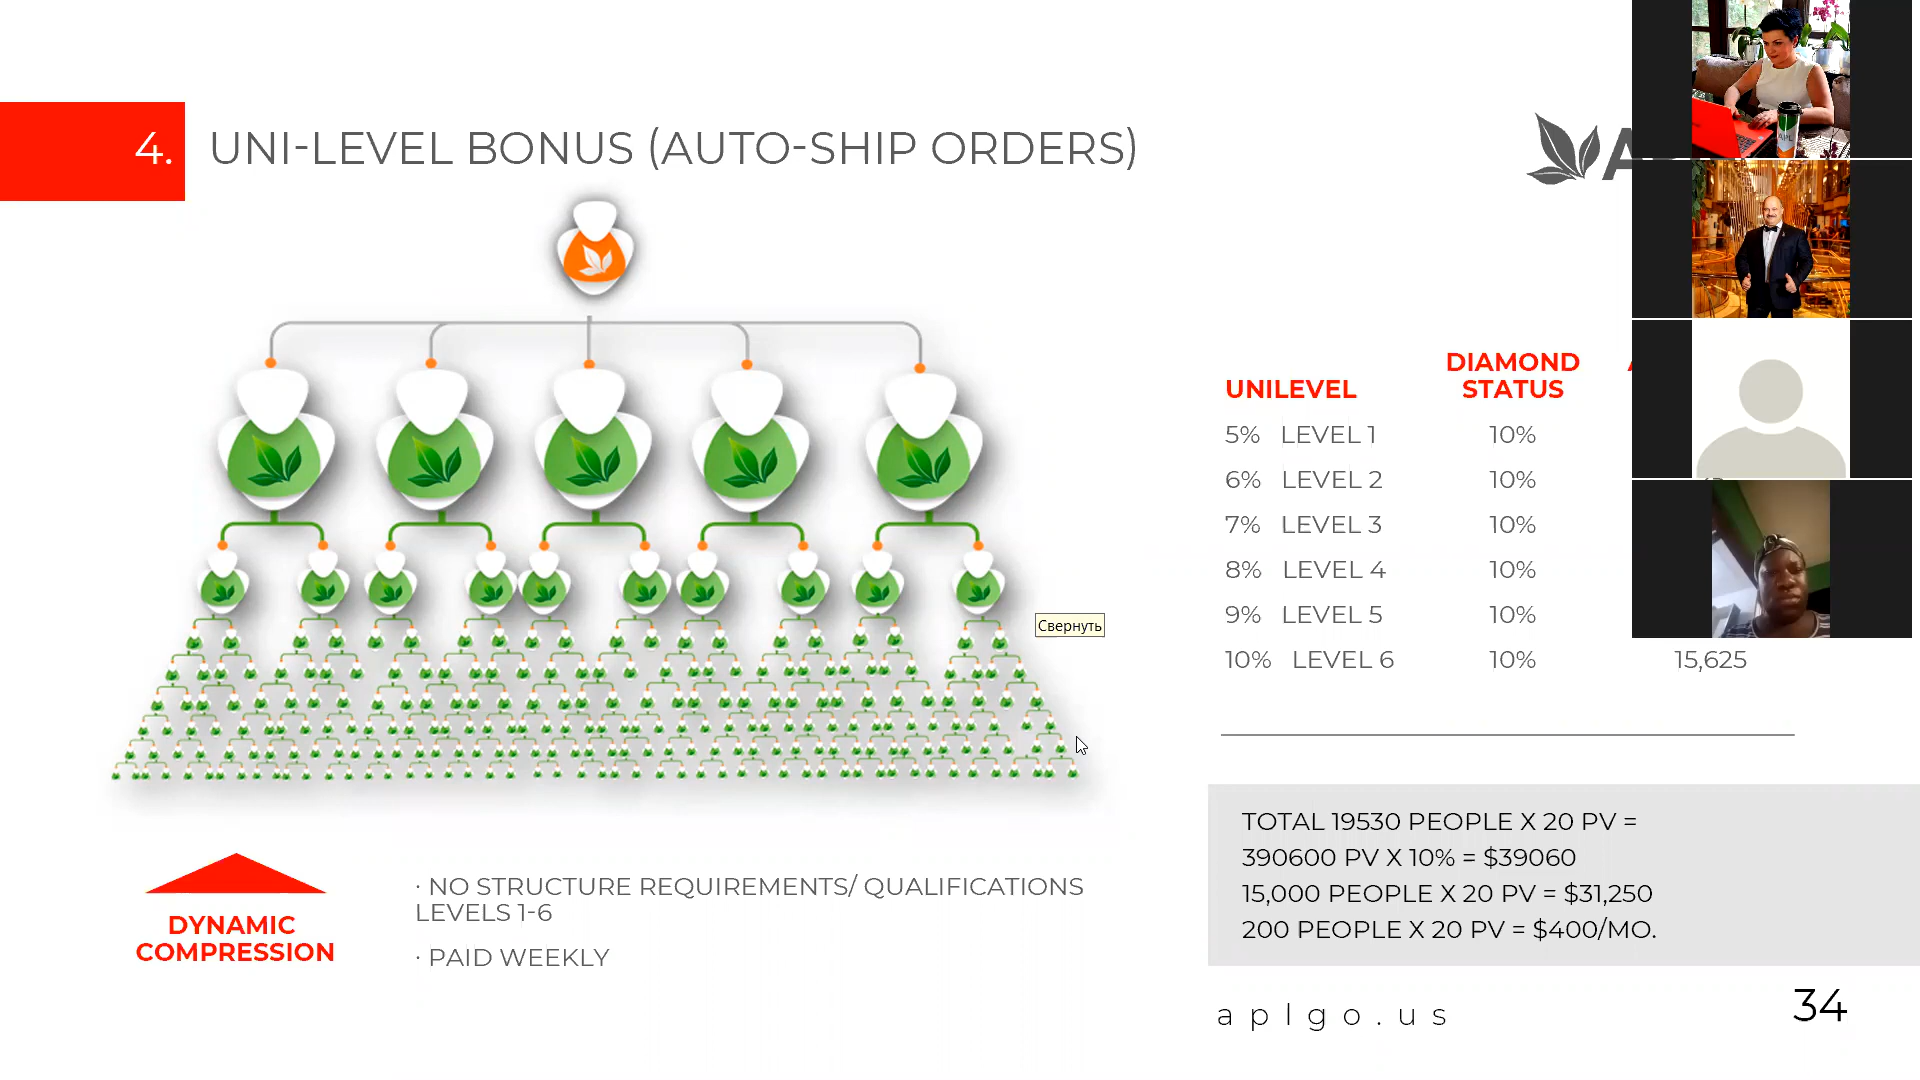 4. UNI-LEVEL BONUS (AUTO-SHIP ORDERS)
UNILEVEL
DIAMOND
STATUS
5% LEVEL 1 10%
6% LEVEL 2 10%
7% LEVEL 3 10%
8% LEVEL 4 10%
9% LEVEL 5 10%
10% LEVEL 6 10% 15,625
Свернуть
TOTAL 19530 PEOPLE X 20 PV =
390600 PV X 10% = $39060
15,000 PEOPLE X 20 PV = $31,250
200 PEOPLE X 20 PV = $400/MO.
DYNAMIC
COMPRESSION
· NO STRUCTURE REQUIREMENTS/ QUALIFICATIONS
LEVELS 1-6
· PAID WEEKLY
aplgo.us
34